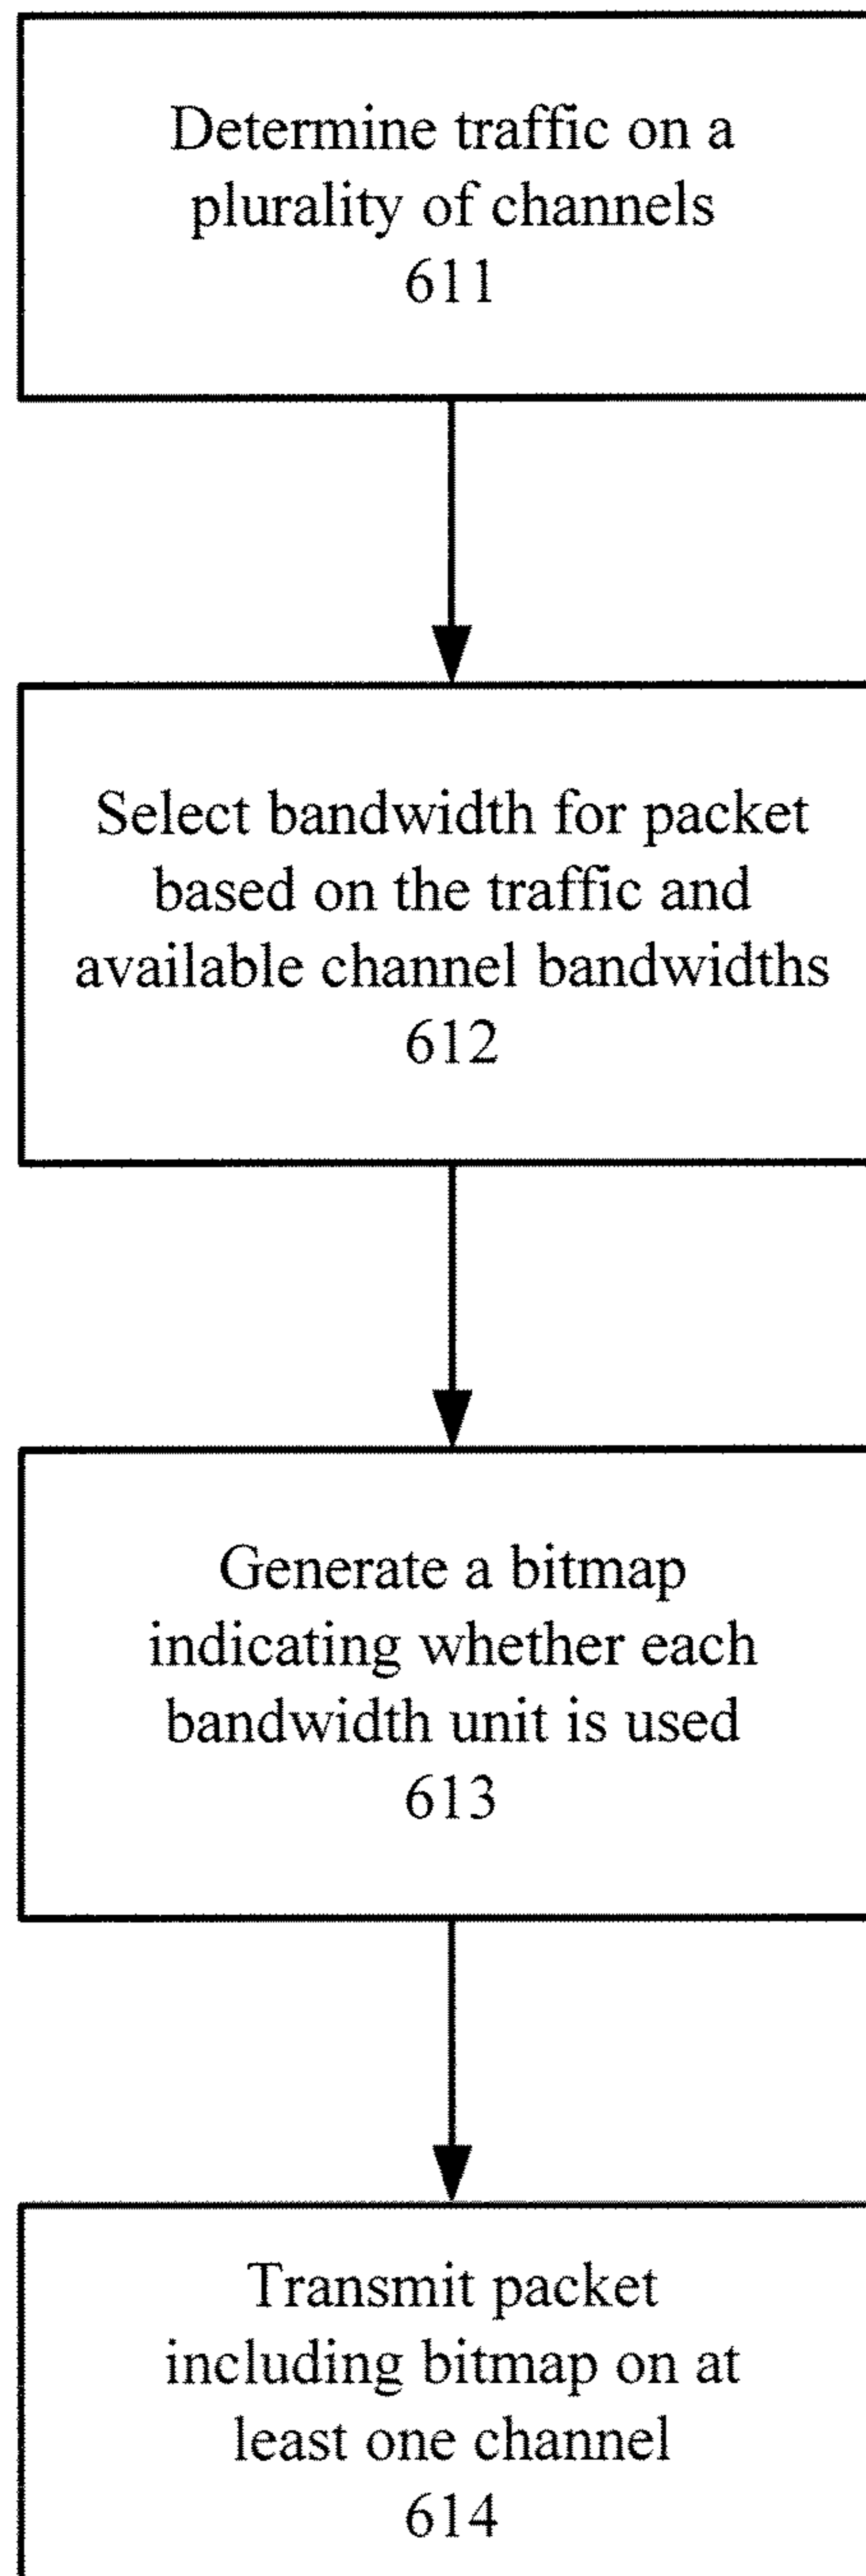 Determine traffic on a
plurality of channels
611
Select bandwidth for packet
based on the traffic and
available channel bandwidths
612
Generate a bitmap
indicating whether each
bandwidth unit is used
613
Transmit packet
including bitmap on at
least one channel
614